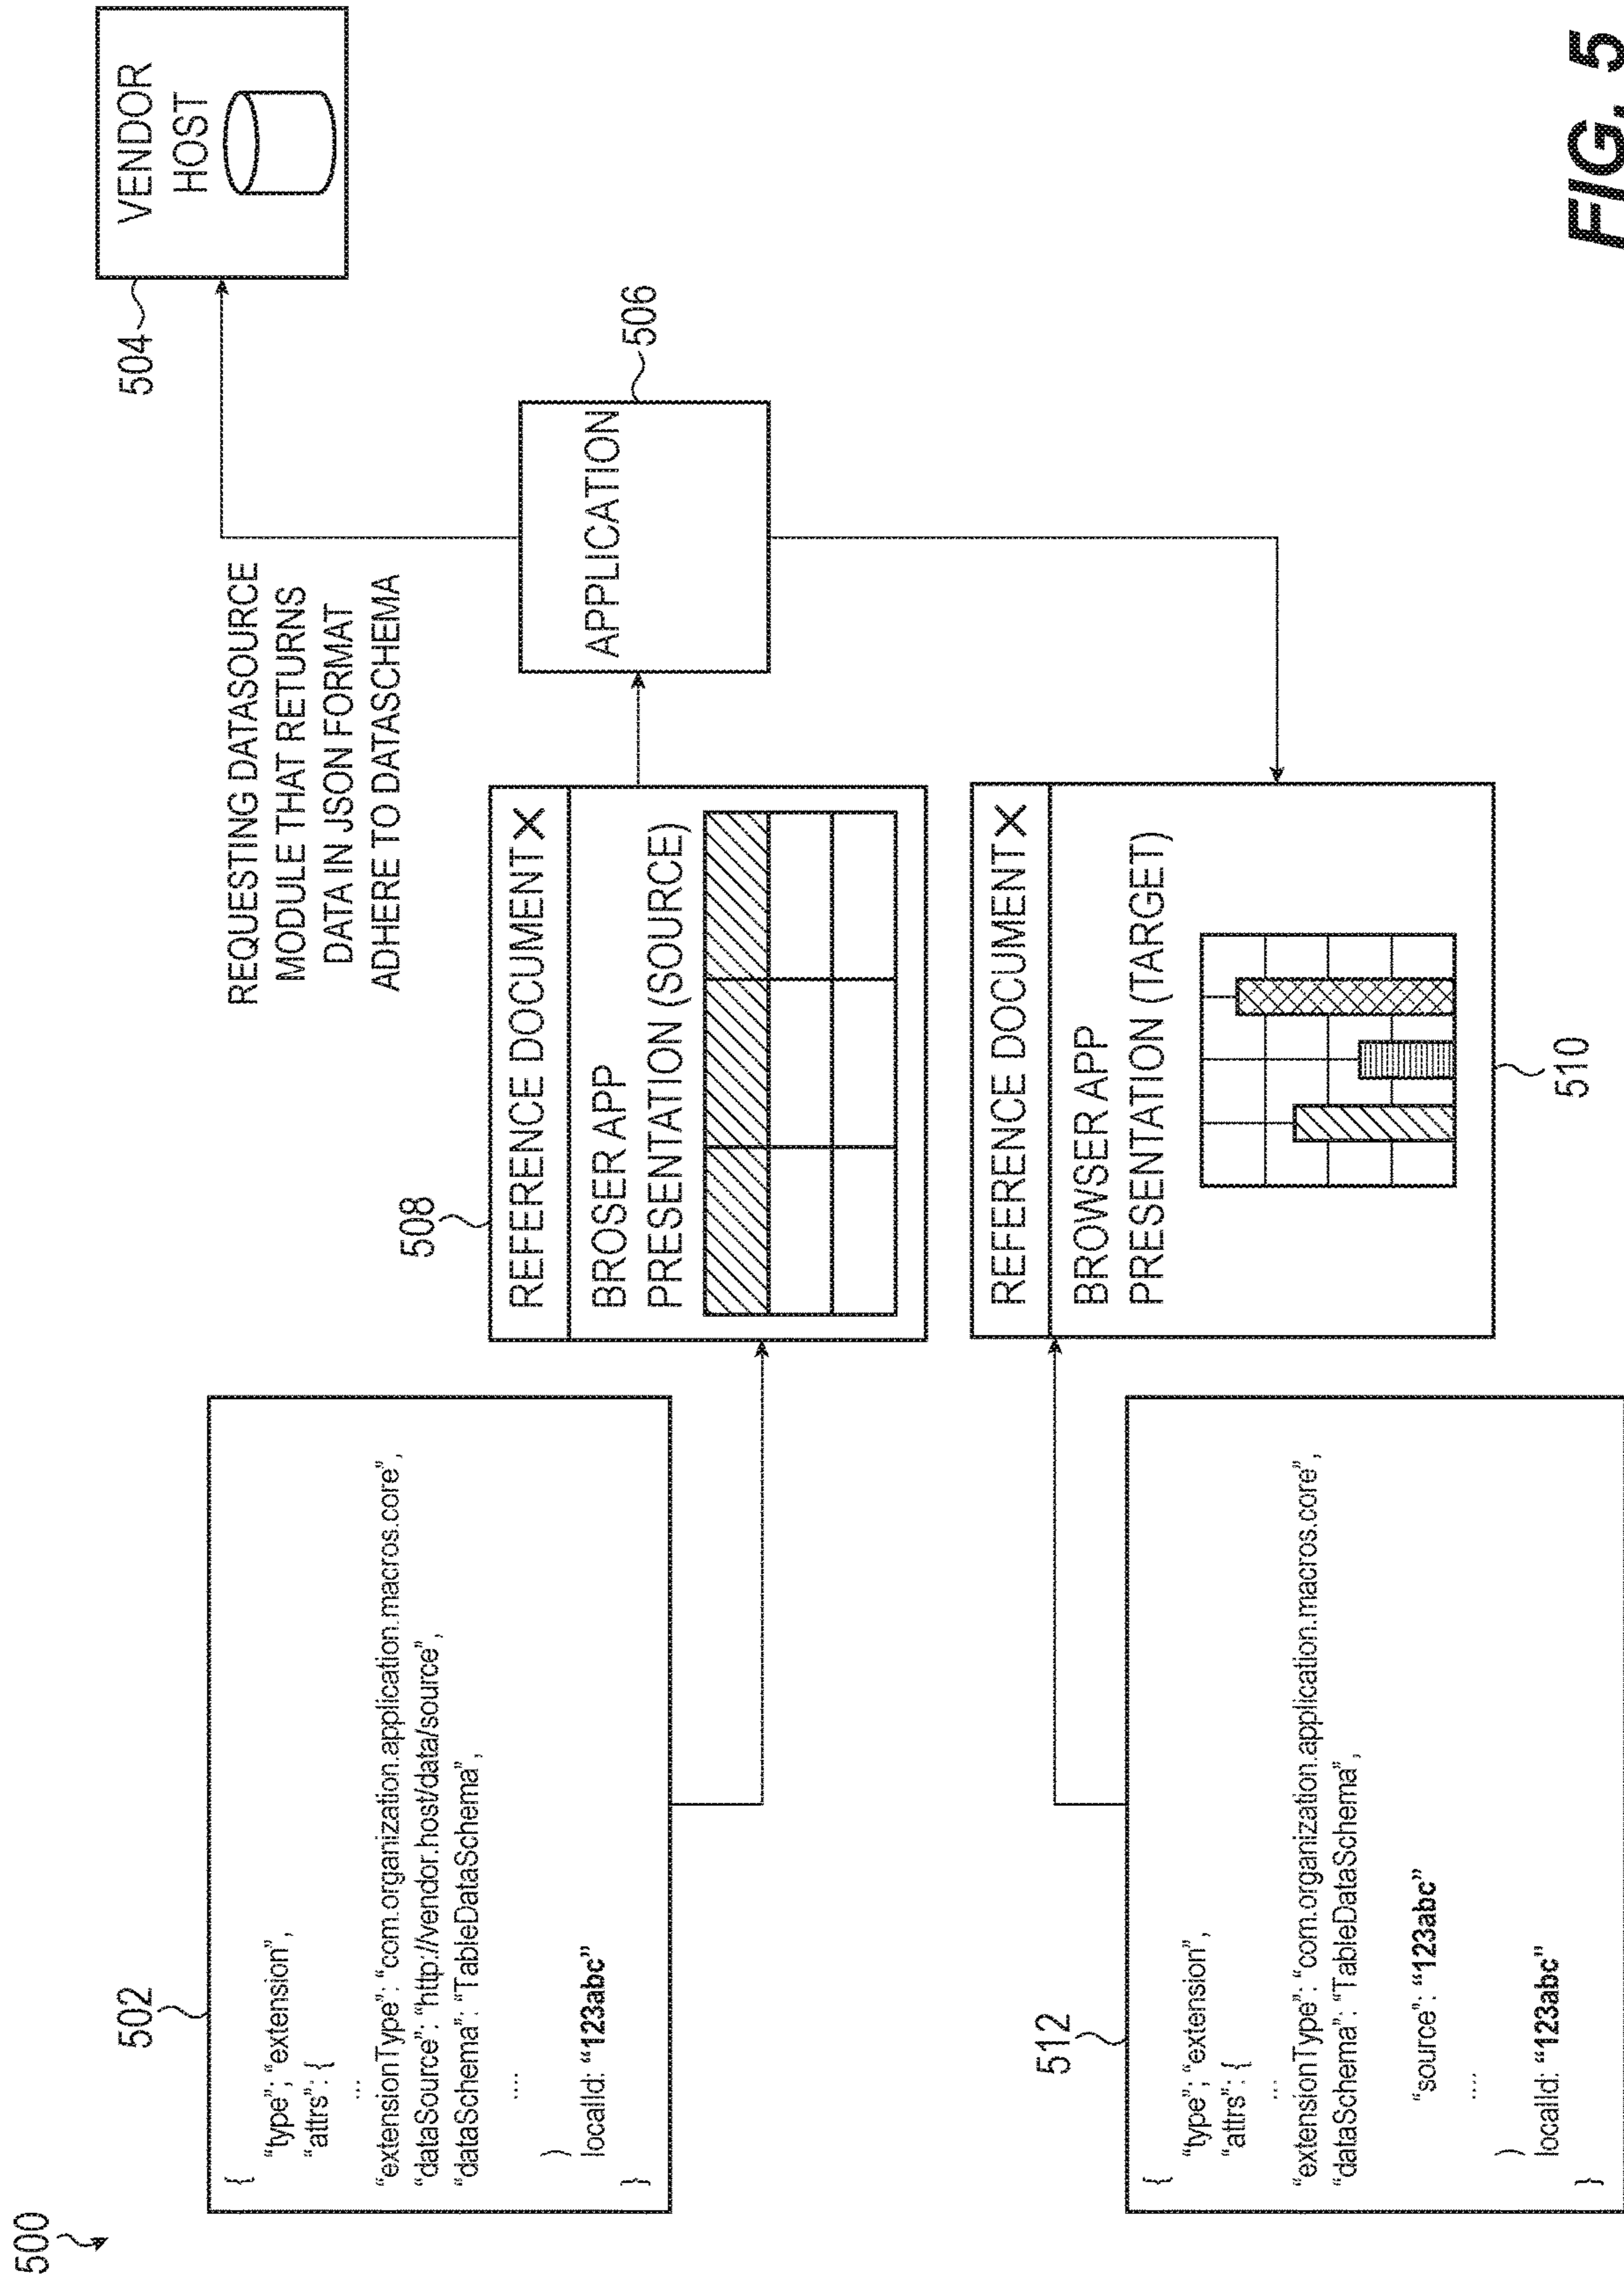 500
502
{
"type"; "extension",
"attrs": {
...
"extensionType": "com.organization.application.macros.core",
"dataSource": "http://vendor.host/data/source",
"dataSchema": "TableDataSchema",
....
)
localId: "123abc"
}
508
REFERENCE DOCUMENT X
BROSER APP
PRESENTATION (SOURCE)
REQUESTING DATASOURCE
MODULE THAT RETURNS
DATA IN JSON FORMAT
ADHERE TO DATASCHEMA
504
VENDOR
HOST
506
APPLICATION
512
{
"type"; "extension",
"attrs": {
...
"extensionType": "com.organization.application.macros.core",
"dataSchema": "TableDataSchema",
"source": "123abc"
....
)
localId: "123abc"
}
REFERENCE DOCUMENT X
BROWSER APP
PRESENTATION (TARGET)
510
FIG. 5